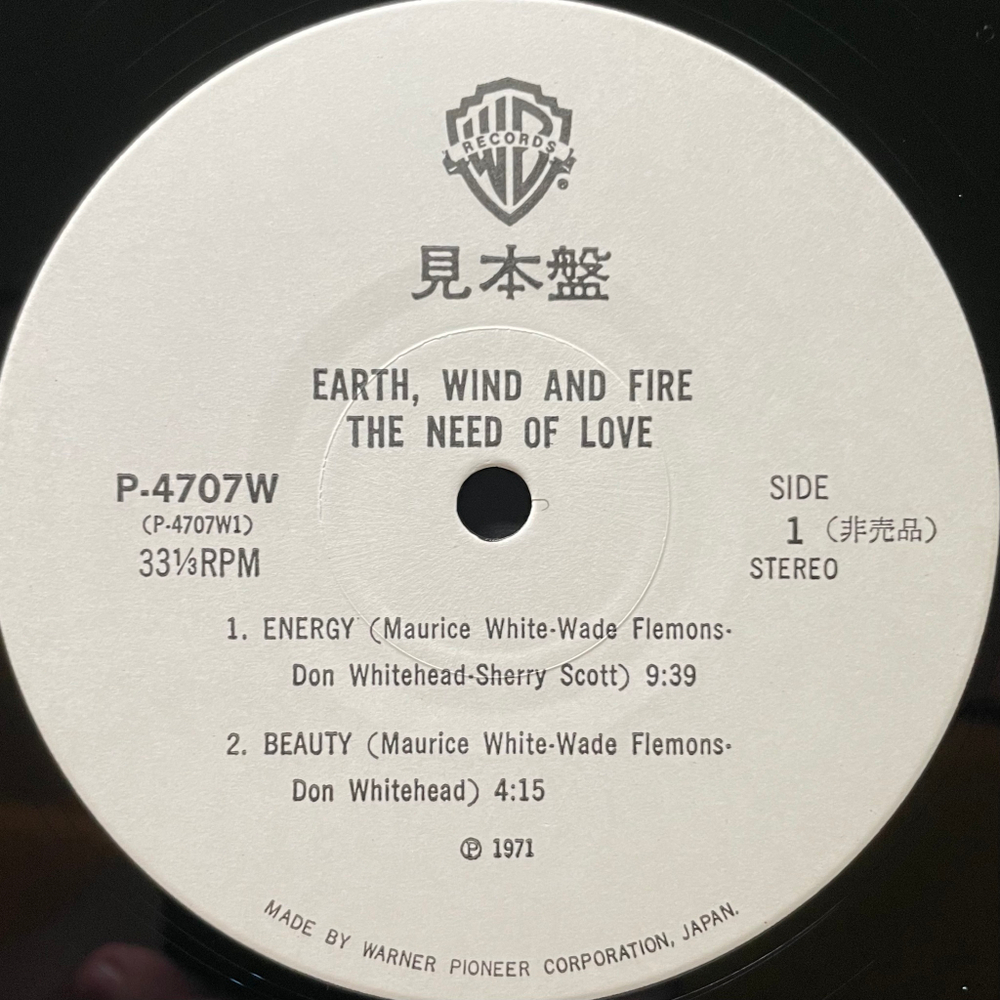 WB
RECORDS
®
見本盤
EARTH, WIND AND FIRE
THE NEED OF LOVE
P-4707W
(P-4707W1)
33⅓RPM
SIDE
1 (非売品)
STEREO
1. ENERGY (Maurice White-Wade Flemons-
Don Whitehead-Sherry Scott) 9:39
2. BEAUTY (Maurice White-Wade Flemons-
Don Whitehead) 4:15
℗ 1971
MADE BY WARNER PIONEER CORPORATION, JAPAN.